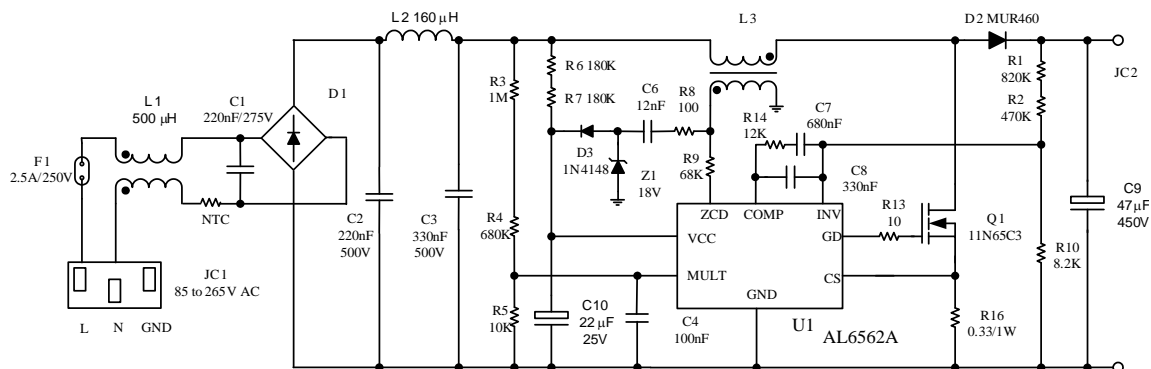 L2 160 μH
L3
D2 MUR460
JC2
R1
820K
R2
470K
R3
1M
R6 180K
R7 180K
C6
12nF
R8
100
C7
680nF
R14
12K
D1
C1
220nF/275V
L1
500 μH
F1
2.5A/250V
NTC
D3
1N4148
Z1
18V
R9
68K
C8
330nF
C2
220nF
500V
C3
330nF
500V
R4
680K
ZCD
COMP
INV
VCC
GD
MULT
CS
GND
R13
10
Q1
11N65C3
C9
47μF
450V
R10
8.2K
JC1
85 to 265V AC
L
N
GND
R5
10K
C10
22 μF
25V
C4
100nF
U1
AL6562A
R16
0.33/1W